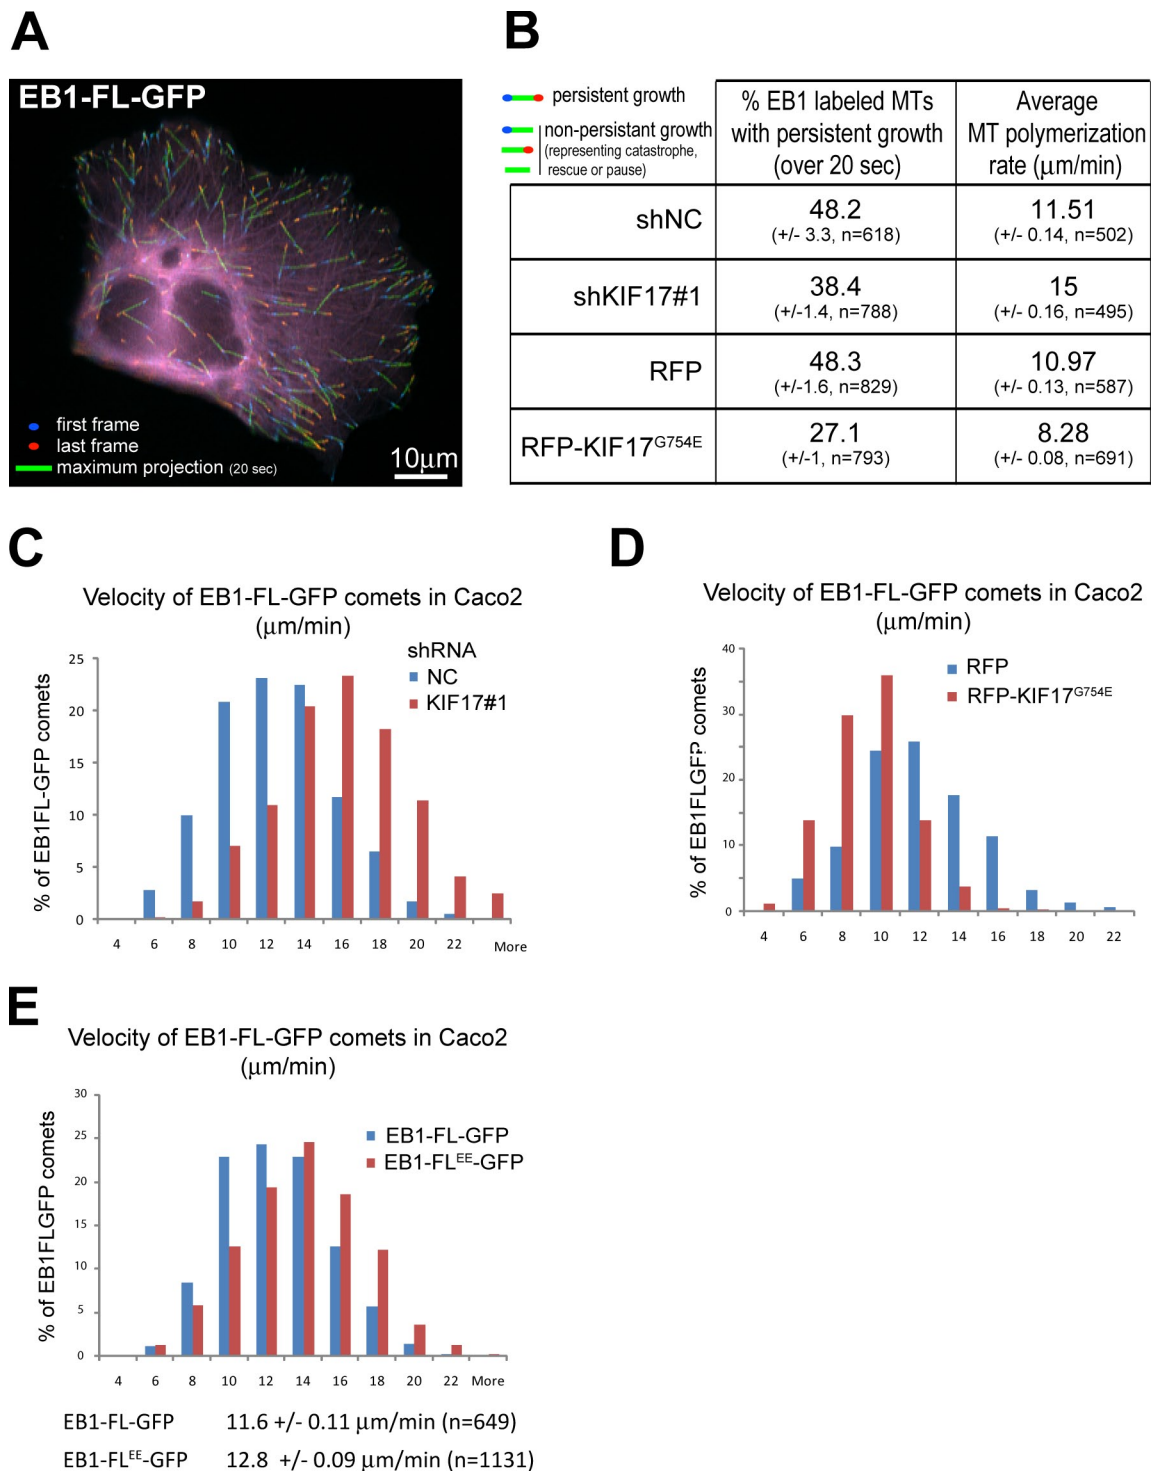 A
EB1-FL-GFP
first frame
last frame
maximum projection (20 sec)
10μm
B
persistent growth
non-persistant growth
(representing catastrophe,
rescue or pause)
% EB1 labeled MTs
with persistent growth
(over 20 sec)
Average
MT polymerization
rate (μm/min)
shNC
48.2
(+/- 3.3, n=618)
11.51
(+/- 0.14, n=502)
shKIF17#1
38.4
(+/-1.4, n=788)
15
(+/- 0.16, n=495)
RFP
48.3
(+/-1.6, n=829)
10.97
(+/- 0.13, n=587)
RFP-KIF17G754E
27.1
(+/-1, n=793)
8.28
(+/- 0.08, n=691)
C
Velocity of EB1-FL-GFP comets in Caco2
(μm/min)
shRNA
NC
KIF17#1
% of EB1FL-GFP comets
25
20
15
10
5
0
4 6 8 10 12 14 16 18 20 22 More
D
Velocity of EB1-FL-GFP comets in Caco2
(μm/min)
RFP
RFP-KIF17G754E
% of EB1FLGFP comets
40
30
20
10
0
4 6 8 10 12 14 16 18 20 22
E
Velocity of EB1-FL-GFP comets in Caco2
(μm/min)
EB1-FL-GFP
EB1-FLEE-GFP
% of EB1FLGFP comets
30
25
20
15
10
5
0
4 6 8 10 12 14 16 18 20 22 More
EB1-FL-GFP 11.6 +/- 0.11 μm/min (n=649)
EB1-FLEE-GFP 12.8 +/- 0.09 μm/min (n=1131)